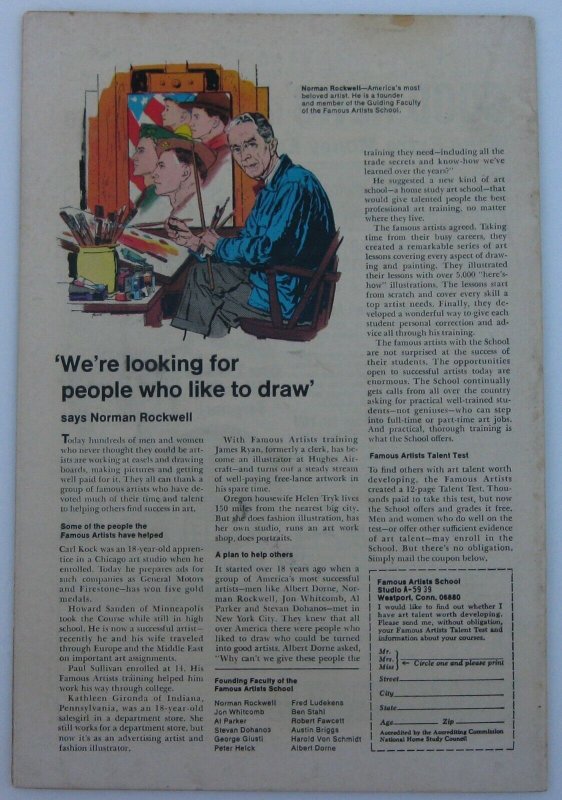 Norman Rockwell—America's most
beloved artist. He is a founder
and member of the Guiding Faculty
of the Famous Artists School.
'We're looking for
people who like to draw'
says Norman Rockwell
Today hundreds of men and women
who never thought they could be art-
ists are working at easels and drawing
boards, making pictures and getting
well paid for it. They all can thank a
group of famous artists who have de-
voted much of their time and talent
to helping others find success in art.
Some of the people the
Famous Artists have helped
Carl Kock was an 18-year-old appren-
tice in a Chicago art studio when he
enrolled. Today he prepares ads for
such companies as General Motors
and Firestone—has won five gold
medals.
Howard Sanden of Minneapolis
took the Course while still in high
school. He is now a successful artist—
recently he and his wife traveled
through Europe and the Middle East
on important art assignments.
Paul Sullivan enrolled at 14. His
Famous Artists training helped him
work his way through college.
Kathleen Gironda of Indiana,
Pennsylvania, was an 18-year-old
salesgirl in a department store. She
still works for a department store, but
now it's as an advertising artist and
fashion illustrator.
With Famous Artists training
James Ryan, formerly a clerk, has be-
come an illustrator at Hughes Air-
craft—and turns out a steady stream
of well-paying free-lance artwork in
his spare time.
Oregon housewife Helen Tryk lives
150 miles from the nearest big city.
But she does fashion illustration, has
her own studio, runs an art work
shop, does portraits.
A plan to help others
It started over 18 years ago when a
group of America's most successful
artists—men like Albert Dorne, Nor-
man Rockwell, Jon Whitcomb, Al
Parker and Stevan Dohanos—met in
New York City. They knew that all
over America there were people who
liked to draw who could be turned
into good artists. Albert Dorne asked,
"Why can't we give these people the
Founding Faculty of the
Famous Artists School
Norman Rockwell
Jon Whitcomb
Al Parker
Stevan Dohanos
George Giusti
Peter Helck
Fred Ludekens
Ben Stahl
Robert Fawcett
Austin Briggs
Harold Von Schmidt
Albert Dorne
training they need—including all the
trade secrets and know-how we've
learned over the years?"
He suggested a new kind of art
school—a home study art school—that
would give talented people the best
professional art training, no matter
where they live.
The famous artists agreed. Taking
time from their busy careers, they
created a remarkable series of art
lessons covering every aspect of draw-
ing and painting. They illustrated
their lessons with over 5,000 "here's-
how" illustrations. The lessons start
from scratch and cover every skill a
top artist needs. Finally, they de-
veloped a wonderful way to give each
student personal correction and ad-
vice all through his training.
The famous artists with the School
are not surprised at the success of
their students. The opportunities
open to successful artists today are
enormous. The School continually
gets calls from all over the country
asking for practical well-trained stu-
dents—not geniuses—who can step
into full-time or part-time art jobs.
And practical, thorough training is
what the School offers.
Famous Artists Talent Test
To find others with art talent worth
developing, the Famous Artists
created a 12-page Talent Test. Thou-
sands paid to take this test, but now
the School offers and grades it free.
Men and women who do well on the
test—or offer other sufficient evidence
of art talent—may enroll in the
School. But there's no obligation.
Simply mail the coupon below,
Famous Artists School
Studio A-59 39
Westport, Conn. 06880
I would like to find out whether I
have art talent worth developing.
Please send me, without obligation,
your Famous Artists Talent Test and
information about your courses.
Mr.
Mrs. ← Circle one and please print
Miss
Street
City
State
Age Zip
Accredited by the Accrediting Commission
National Home Study Council